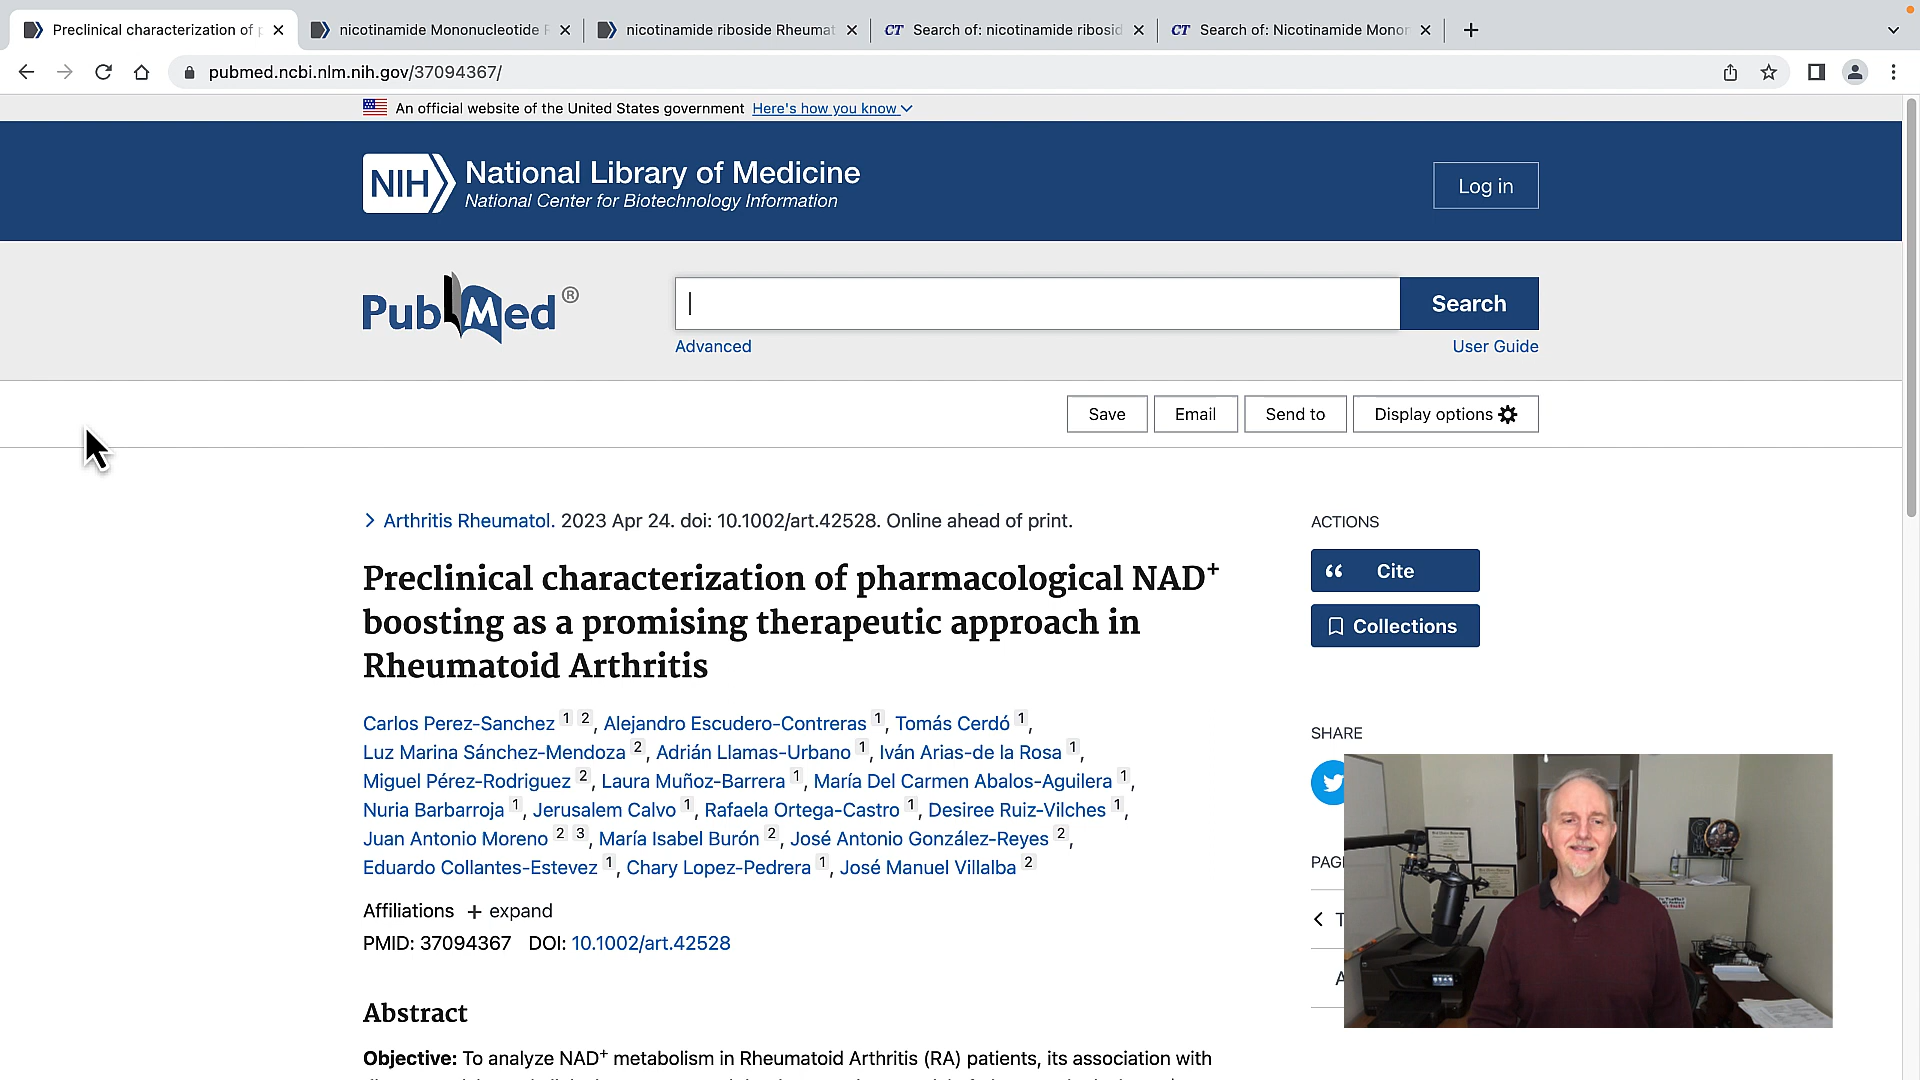 Preclinical characterization of p
nicotinamide Mononucleotide R
nicotinamide riboside Rheumat
CT Search of: nicotinamide ribosid
CT Search of: Nicotinamide Monon
pubmed.ncbi.nlm.nih.gov/37094367/
An official website of the United States government Here's how you know
NIH National Library of Medicine
National Center for Biotechnology Information
Log in
PubMed®
Search
Advanced
User Guide
Save
Email
Send to
Display options
Arthritis Rheumatol. 2023 Apr 24. doi: 10.1002/art.42528. Online ahead of print.
Preclinical characterization of pharmacological NAD+
boosting as a promising therapeutic approach in
Rheumatoid Arthritis
Carlos Perez-Sanchez 1 2, Alejandro Escudero-Contreras 1, Tomás Cerdó 1,
Luz Marina Sánchez-Mendoza 2, Adrián Llamas-Urbano 1, Iván Arias-de la Rosa 1,
Miguel Pérez-Rodriguez 2, Laura Muñoz-Barrera 1, María Del Carmen Abalos-Aguilera 1,
Nuria Barbarroja 1, Jerusalem Calvo 1, Rafaela Ortega-Castro 1, Desiree Ruiz-Vilches 1,
Juan Antonio Moreno 2 3, María Isabel Burón 2, José Antonio González-Reyes 2,
Eduardo Collantes-Estevez 1, Chary Lopez-Pedrera 1, José Manuel Villalba 2
Affiliations + expand
PMID: 37094367 DOI: 10.1002/art.42528
Abstract
Objective: To analyze NAD+ metabolism in Rheumatoid Arthritis (RA) patients, its association with
ACTIONS
Cite
Collections
SHARE
PAG
T
A